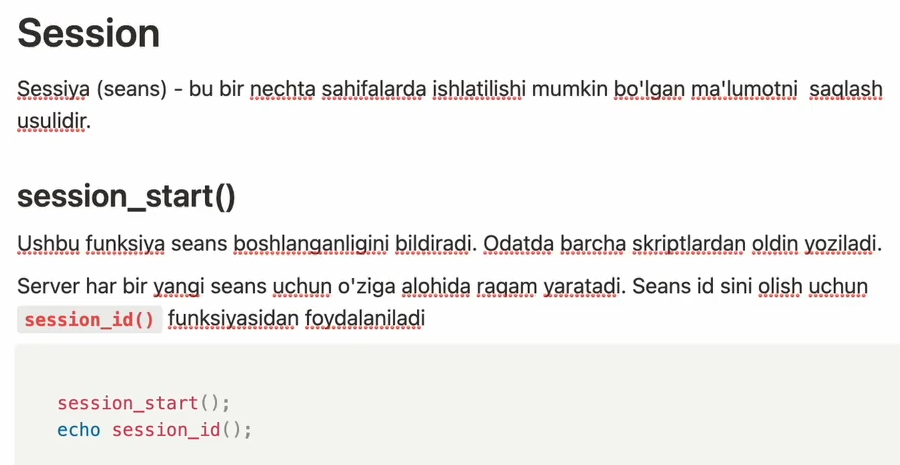 Session
Sessiya (seans) - bu bir nechta sahifalarda ishlatilishi mumkin bo'lgan ma'lumotni saqlash
usulidir.
session_start()
Ushbu funksiya seans boshlanganligini bildiradi. Odatda barcha skriptlardan oldin yoziladi.
Server har bir yangi seans uchun o'ziga alohida raqam yaratadi. Seans id sini olish uchun
session_id() funksiyasidan foydalaniladi
session_start();
echo session_id();